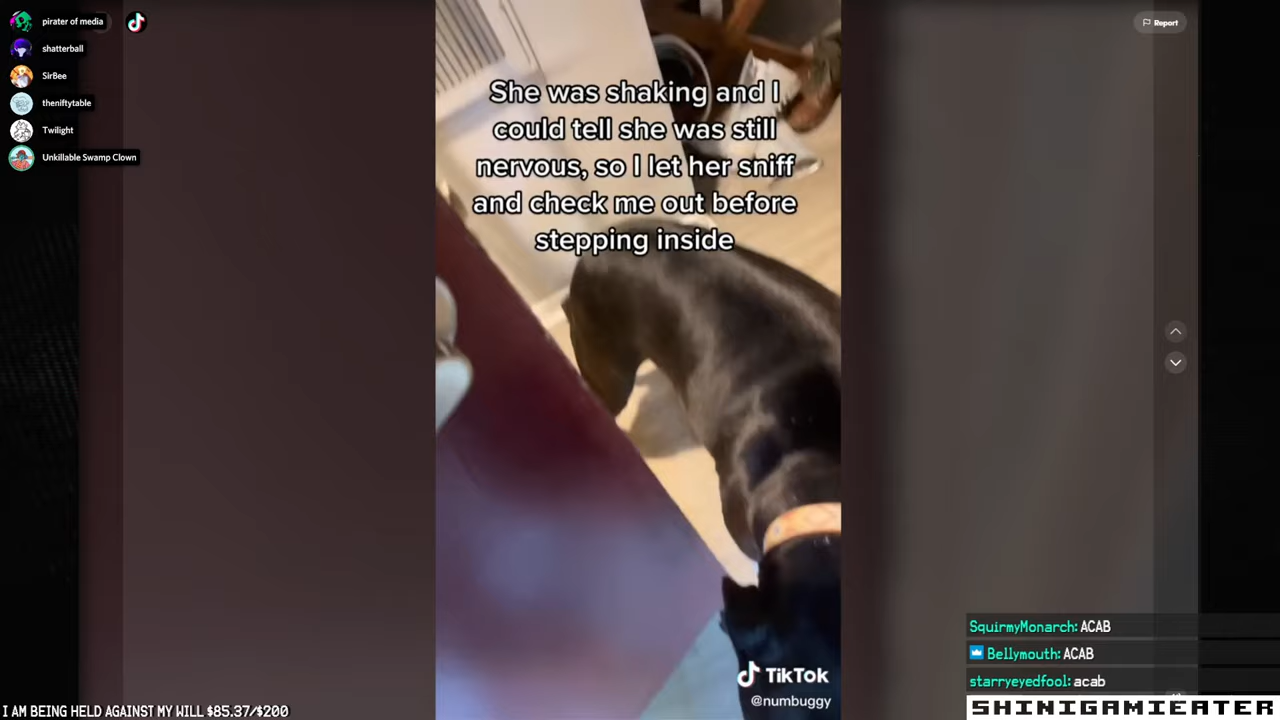 pirater of media
shatterball
SirBee
theniftytable
Twilight
Unkillable Swamp Clown
Report
She was shaking and I
could tell she was still
nervous, so I let her sniff
and check me out before
stepping inside
TikTok
@numbuggy
SquirmyMonarch: ACAB
Bellymouth: ACAB
starryeyedfool: acab
I AM BEING HELD AGAINST MY WILL $85.37/$200
SHINIGAMIEATER